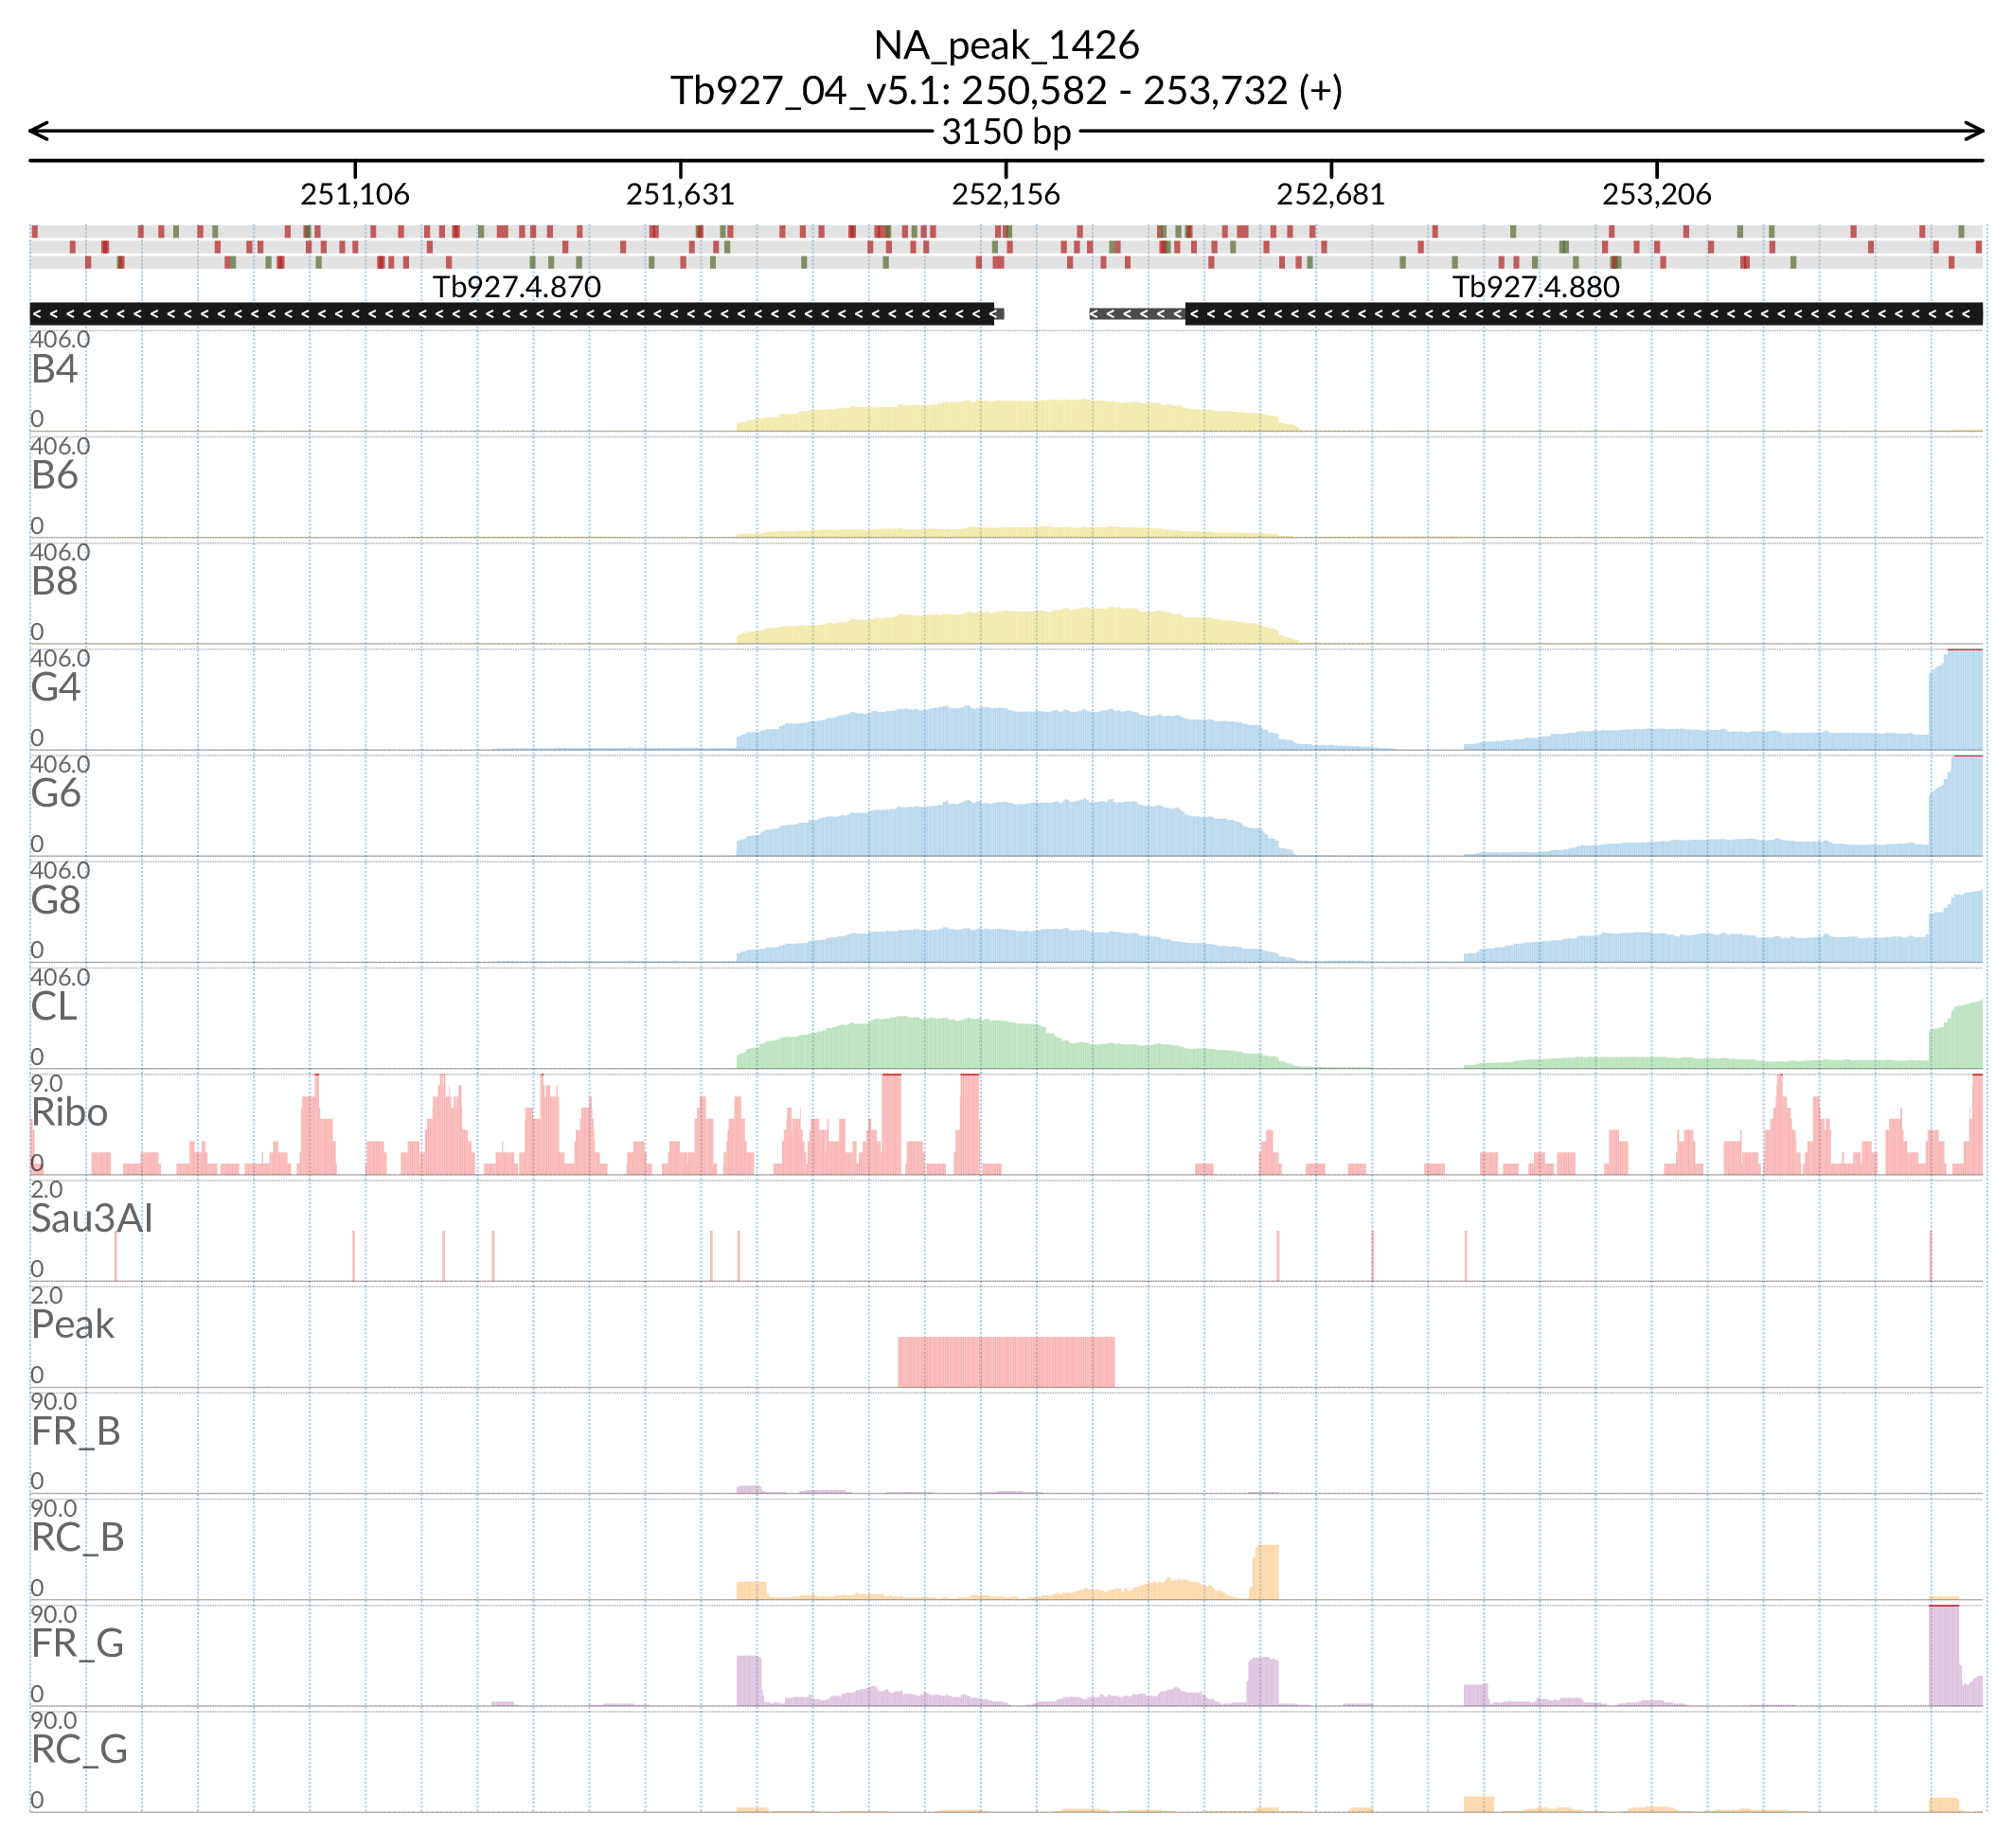 NA_peak_1426
Tb927_04_v5.1: 250,582 - 253,732 (+)
3150 bp
251,106 251,631 252,156 252,681 253,206
Tb927.4.870 Tb927.4.880
406.0
B4
0
406.0
B6
0
406.0
B8
0
406.0
G4
0
406.0
G6
0
406.0
G8
0
406.0
CL
0
9.0
Ribo
0
2.0
Sau3AI
0
2.0
Peak
0
90.0
FR_B
0
90.0
RC_B
0
90.0
FR_G
0
90.0
RC_G
0